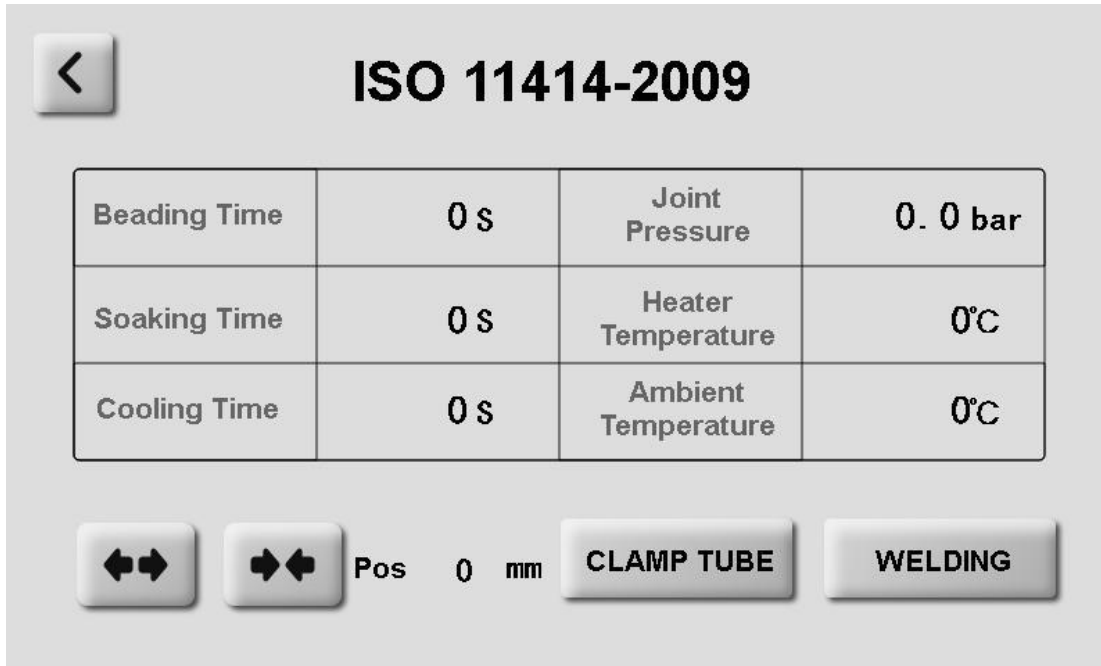 ISO 11414-2009
Beading Time 0 S Joint Pressure 0. 0 bar
Soaking Time 0 S Heater Temperature 0°C
Cooling Time 0 S Ambient Temperature 0°C
Pos 0 mm CLAMP TUBE WELDING